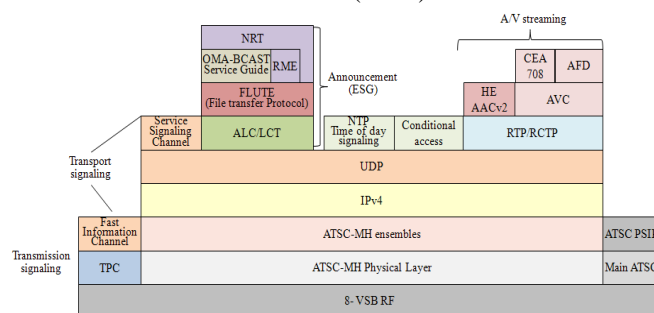 A/V streaming
NRT
OMA-BCAST
Service Guide
RME
CEA
708
AFD
Announcement
(ESG)
FLUTE
(File transfer Protocol)
HE
AACv2
AVC
Service
Signaling
Channel
ALC/LCT
NTP
Time of day
signaling
Conditional
access
RTP/RCTP
Transport
signaling
UDP
IPv4
Fast
Information
Channel
ATSC-MH ensembles
ATSC PSIP
Transmission
signaling
TPC
ATSC-MH Physical Layer
Main ATSC
8- VSB RF